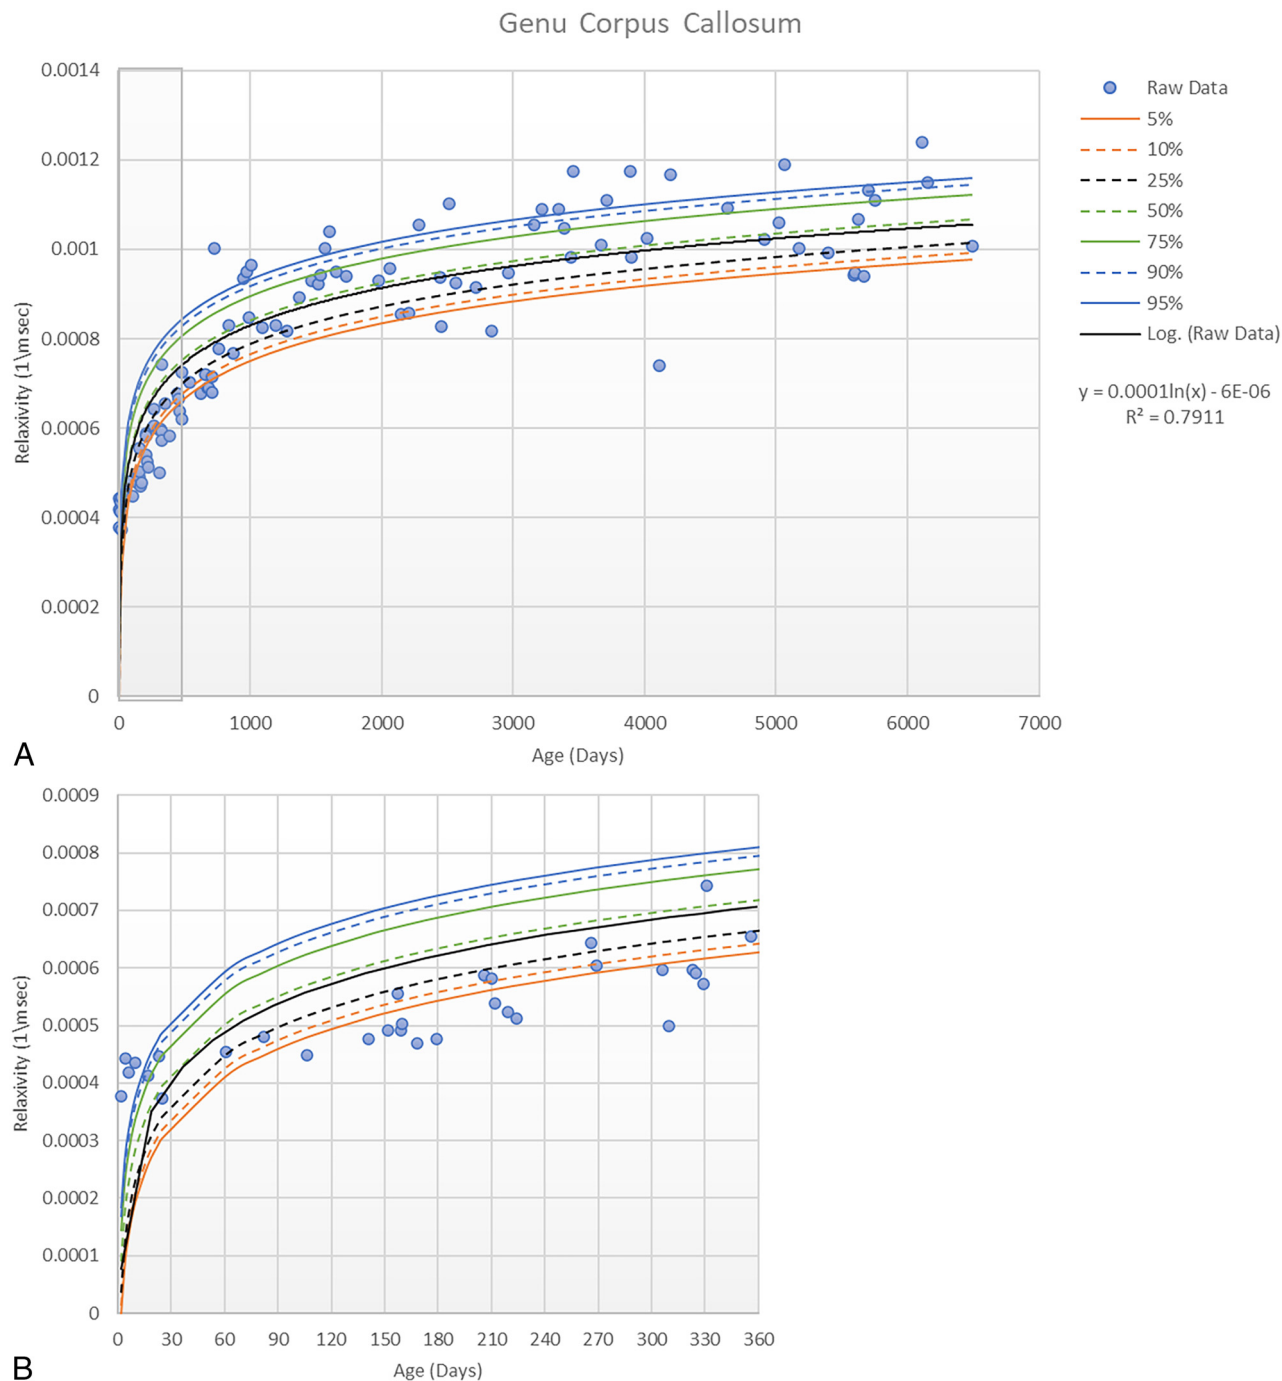 Genu Corpus Callosum
0.0014
0.0012
0.001
0.0008
0.0006
0.0004
0.0002
0
Relaxivity (1\msec)
0 1000 2000 3000 4000 5000 6000 7000
Age (Days)
A
Raw Data
5%
10%
25%
50%
75%
90%
95%
Log. (Raw Data)
y = 0.0001ln(x) - 6E-06
R² = 0.7911
0.0009
0.0008
0.0007
0.0006
0.0005
0.0004
0.0003
0.0002
0.0001
0
Relaxivity (1\msec)
0 30 60 90 120 150 180 210 240 270 300 330 360
Age (Days)
B